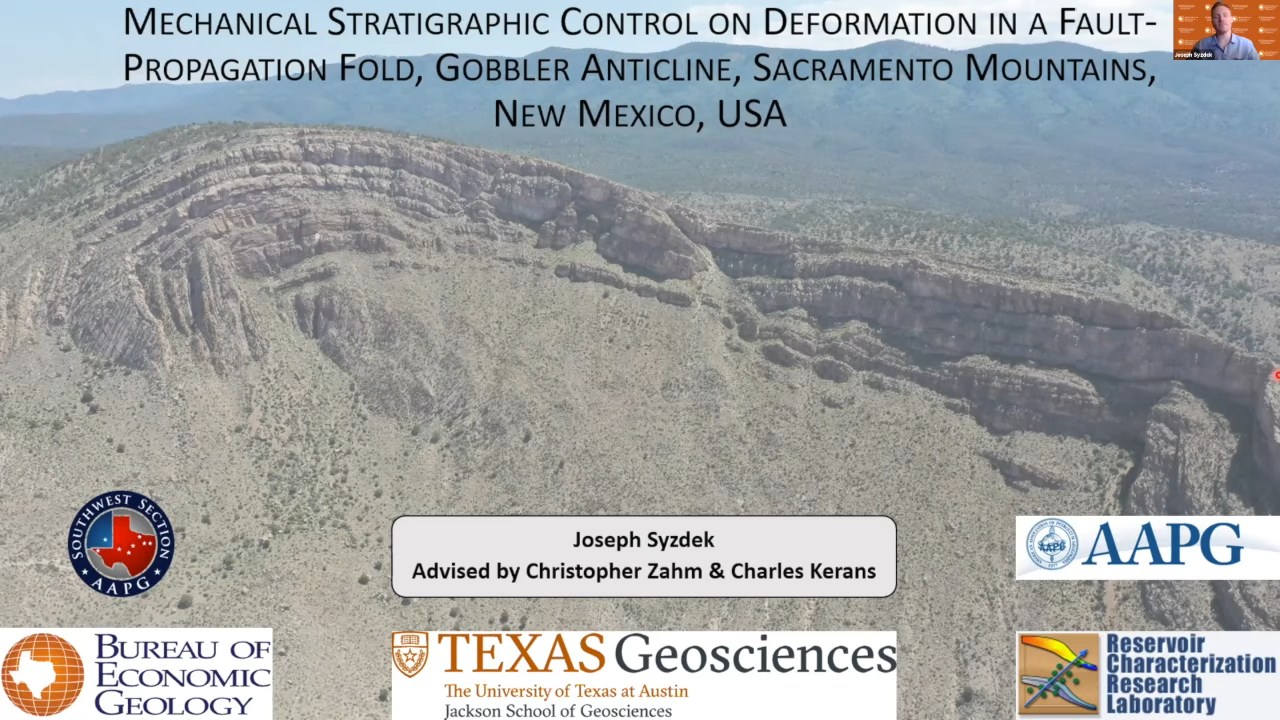 MECHANICAL STRATIGRAPHIC CONTROL ON DEFORMATION IN A FAULT-
PROPAGATION FOLD, GOBBLER ANTICLINE, SACRAMENTO MOUNTAINS,
NEW MEXICO, USA
Joseph Syzdek
Joseph Syzdek
Advised by Christopher Zahm & Charles Kerans
SOUTHWEST SECTION
AAPG
AAPG
BUREAU OF
ECONOMIC
GEOLOGY
TEXAS Geosciences
The University of Texas at Austin
Jackson School of Geosciences
Reservoir
Characterization
Research
Laboratory